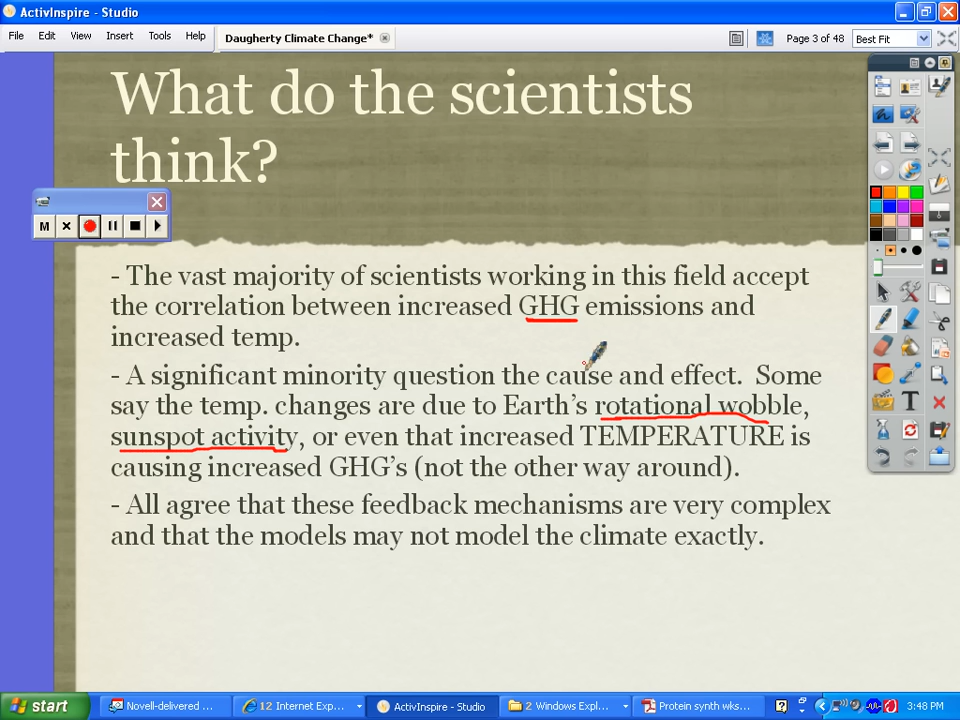 ActivInspire - Studio
File Edit View Insert Tools Help
Daugherty Climate Change*
Page 3 of 48
Best Fit
What do the scientists
think?
M
- The vast majority of scientists working in this field accept
the correlation between increased GHG emissions and
increased temp.
- A significant minority question the cause and effect. Some
say the temp. changes are due to Earth's rotational wobble,
sunspot activity, or even that increased TEMPERATURE is
causing increased GHG's (not the other way around).
- All agree that these feedback mechanisms are very complex
and that the models may not model the climate exactly.
T
start
Novell-delivered ...
12 Internet Exp...
ActivInspire - Studio
2 Windows Expl...
Protein synth wks...
3:48 PM